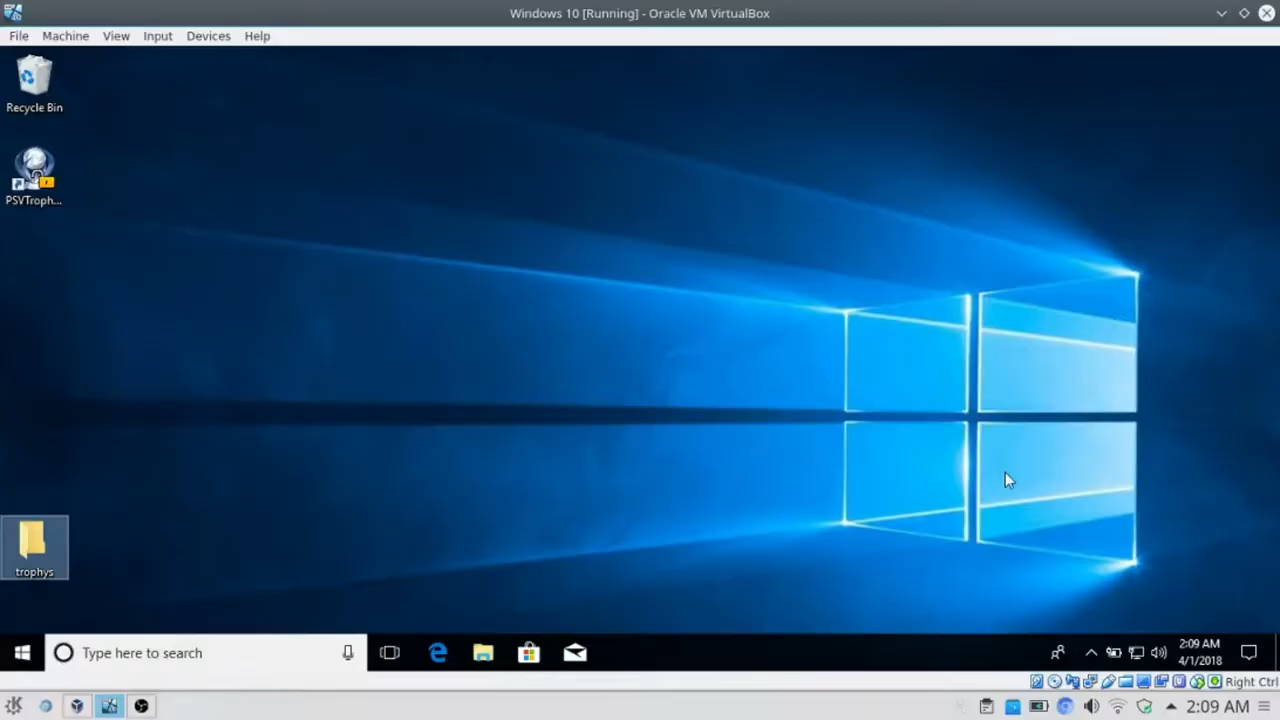 Windows 10 [Running] - Oracle VM VirtualBox
File Machine View Input Devices Help
Recycle Bin
PSVTroph...
trophys
Type here to search
2:09 AM
4/1/2018
Right Ctrl
2:09 AM